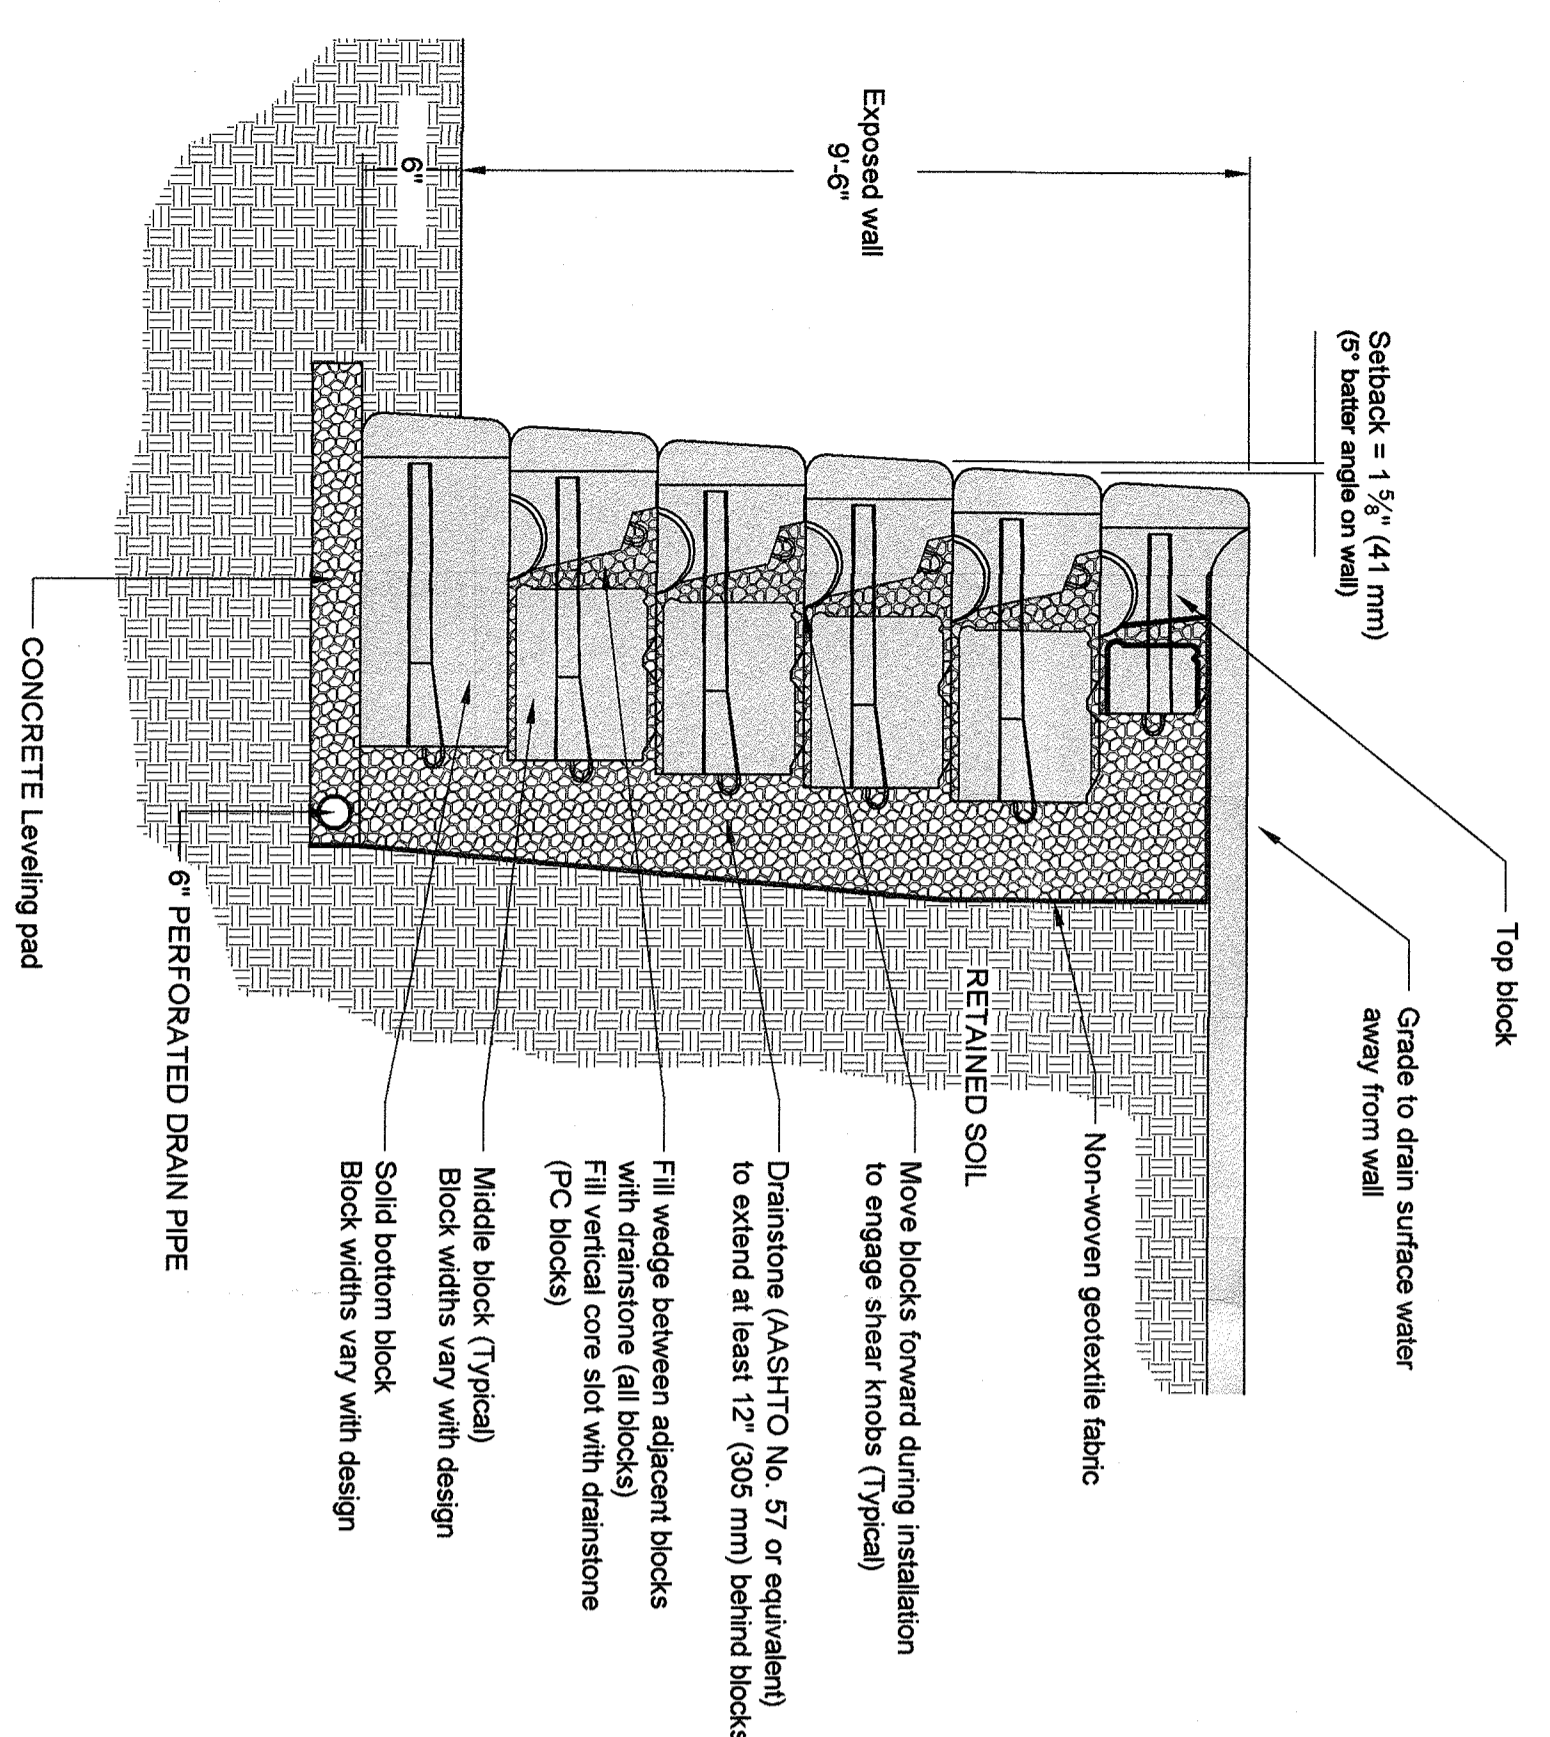 Top block
Grade to drain surface water
away from wall
Setback = 1 5/8" (41 mm)
(5° batter angle on wall)
Exposed wall
9'-6"
6"
Non-woven geotextile fabric
RETAINED SOIL
Move blocks forward during installation
to engage shear knobs (Typical)
Drainstone (AASHTO No. 57 or equivalent)
to extend at least 12" (305 mm) behind blocks
Fill wedge between adjacent blocks
with drainstone (all blocks)
Fill vertical core slot with drainstone
(PC blocks)
Middle block (Typical)
Block widths vary with design
Solid bottom block
Block widths vary with design
6" PERFORATED DRAIN PIPE
CONCRETE Leveling pad